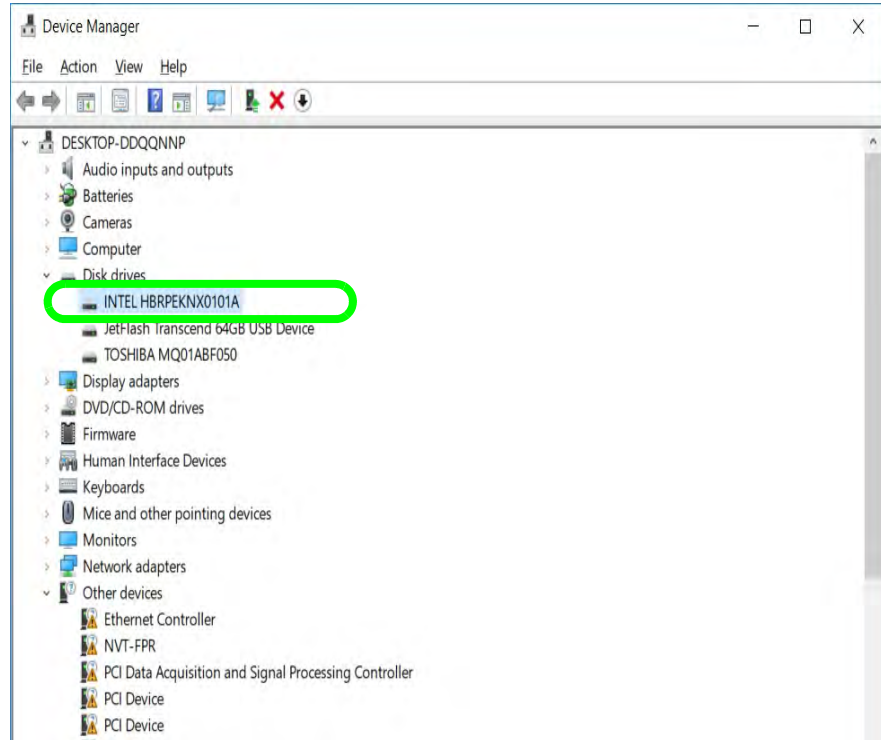 Device Manager
File Action View Help
DESKTOP-DDQQNNP
Audio inputs and outputs
Batteries
Cameras
Computer
Disk drives
INTEL HBRPEKNX0101A
JetFlash Transcend 64GB USB Device
TOSHIBA MQ01ABF050
Display adapters
DVD/CD-ROM drives
Firmware
Human Interface Devices
Keyboards
Mice and other pointing devices
Monitors
Network adapters
Other devices
Ethernet Controller
NVT-FPR
PCI Data Acquisition and Signal Processing Controller
PCI Device
PCI Device